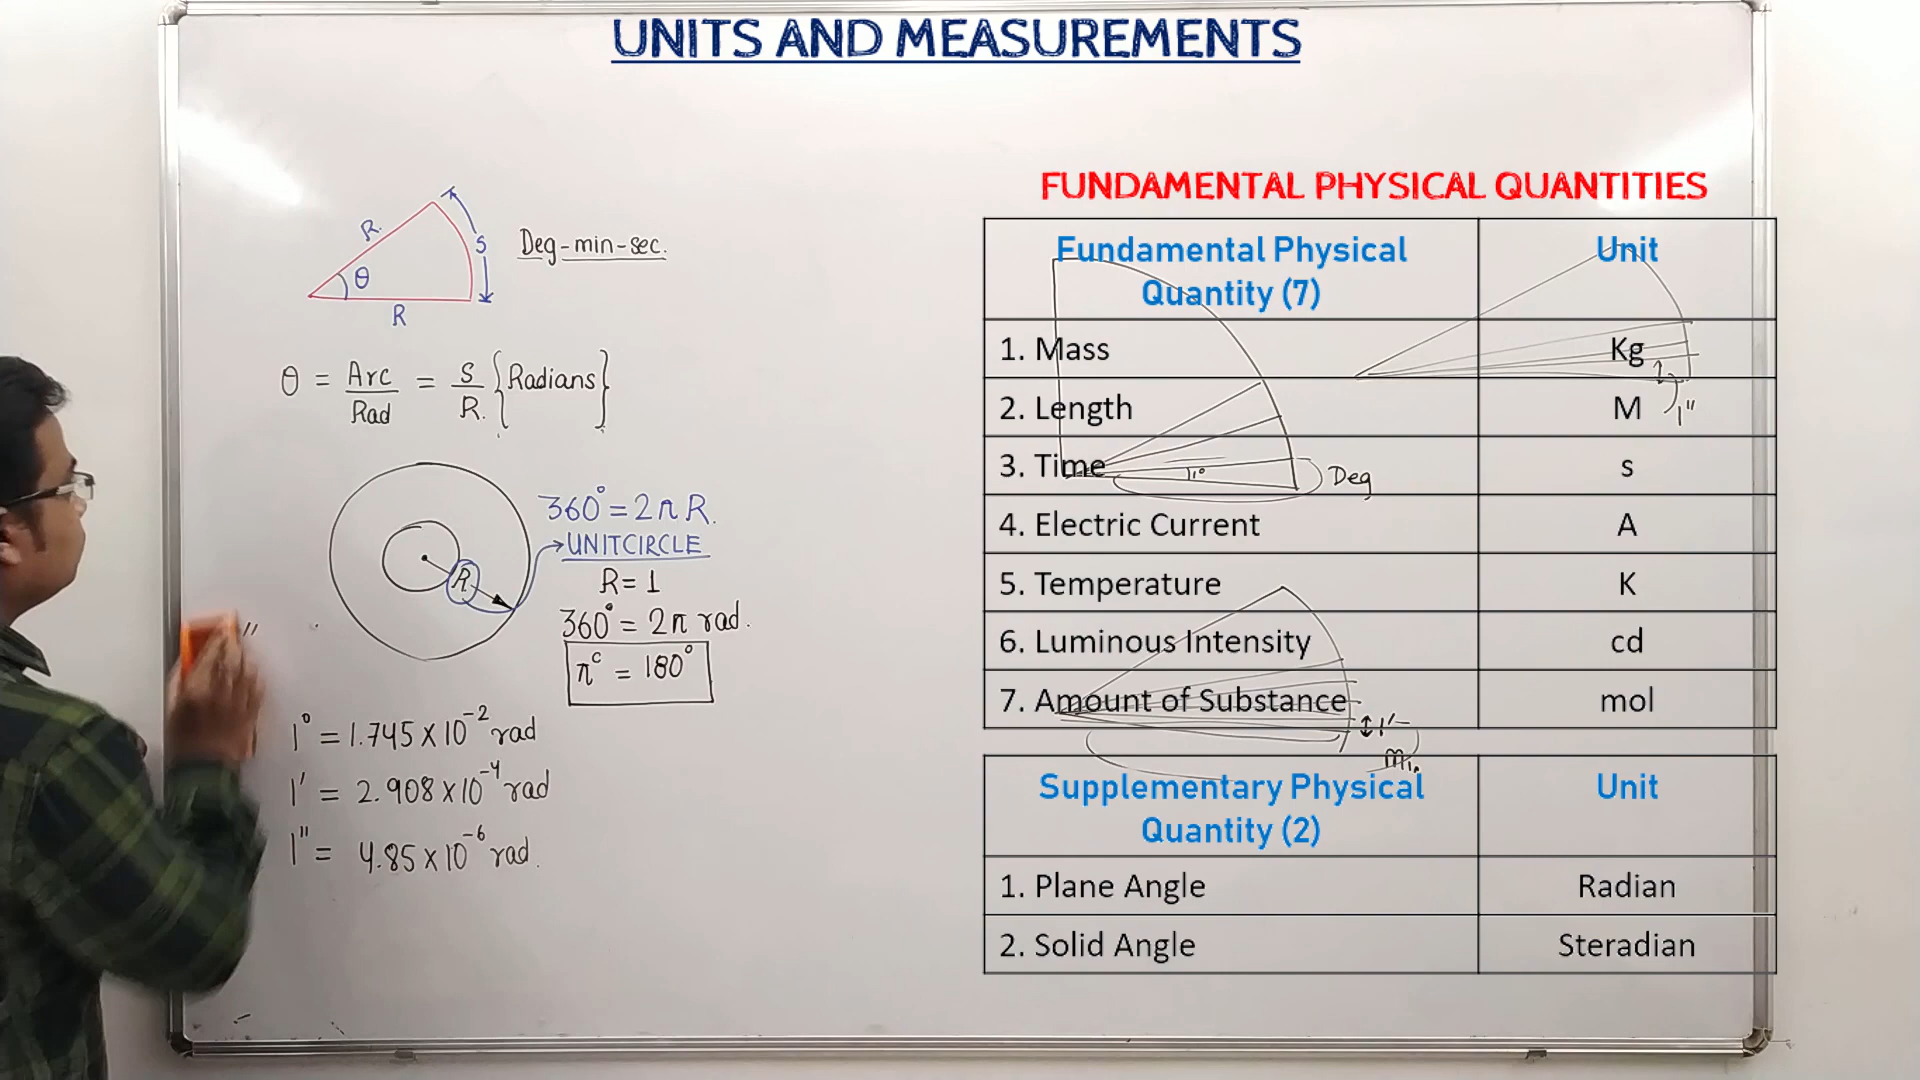 UNITS AND MEASUREMENTS
R
S
θ
R
Deg-min-sec.
θ = Arc/Rad = S/R. {Radians}
360° = 2π R.
→ UNITCIRCLE
R
R = 1
360° = 2π rad.
π^c = 180°
"
1° = 1.745 × 10^-2 rad
1' = 2.908 × 10^-4 rad
1" = 4.85 × 10^-6 rad.
FUNDAMENTAL PHYSICAL QUANTITIES
Fundamental Physical Quantity (7) Unit
1. Mass Kg
2. Length M
1"
3. Time s
1° Deg
4. Electric Current A
5. Temperature K
6. Luminous Intensity cd
7. Amount of Substance mol
1'
Min
Supplementary Physical Quantity (2) Unit
1. Plane Angle Radian
2. Solid Angle Steradian